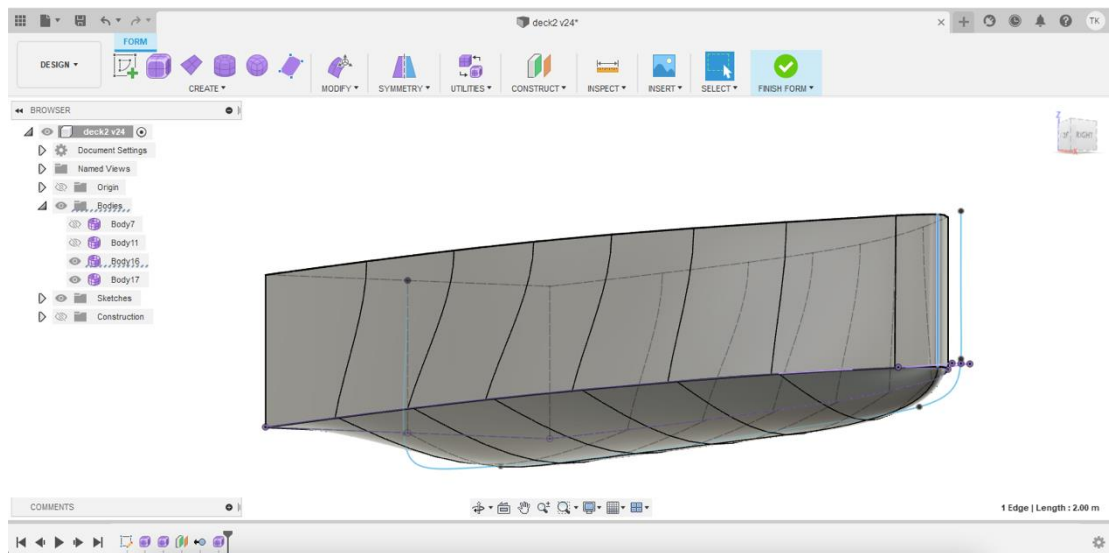 deck2 v24*
TK
FORM
DESIGN
CREATE
MODIFY
SYMMETRY
UTILITIES
CONSTRUCT
INSPECT
INSERT
SELECT
FINISH FORM
BROWSER
deck2 v24
Document Settings
Named Views
Origin
Bodies
Body7
Body11
Body16
Body17
Sketches
Construction
Z
RIGHT
COMMENTS
1 Edge | Length : 2.00 m